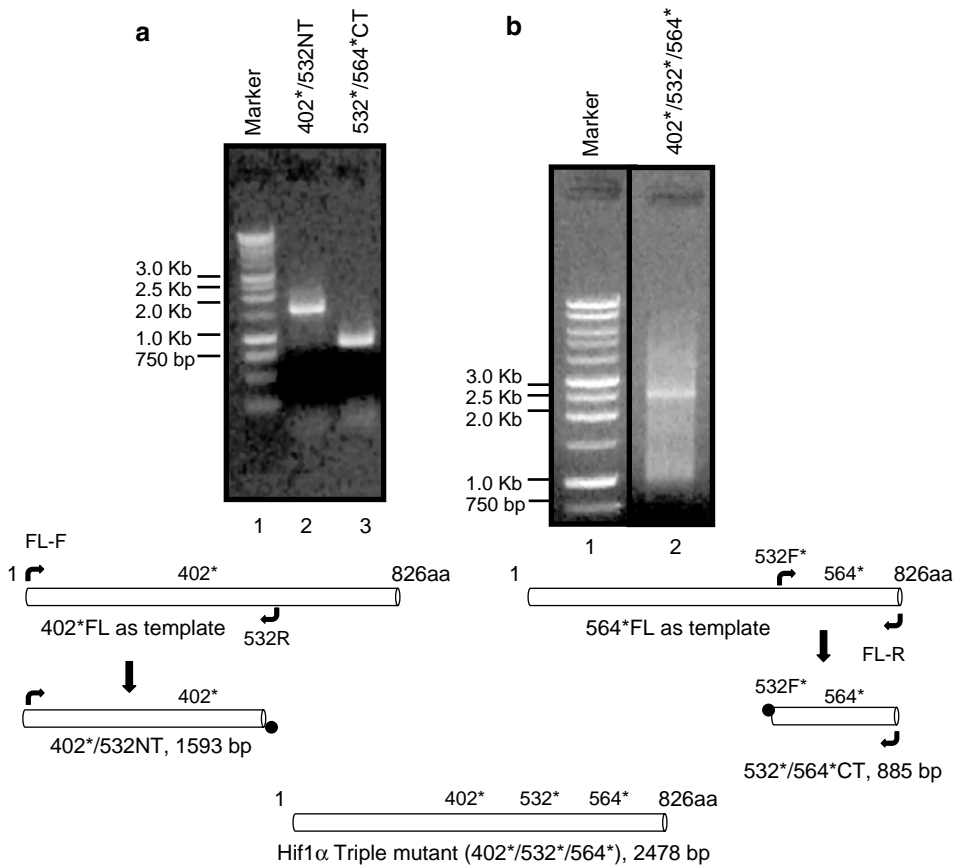 a
Marker
402*/532NT
532*/564*CT
3.0 Kb
2.5 Kb
2.0 Kb
1.0 Kb
750 bp
1 2 3
b
Marker
402*/532*/564*
3.0 Kb
2.5 Kb
2.0 Kb
1.0 Kb
750 bp
1 2
FL-F
1 402* 826aa
402*FL as template 532R
402*
402*/532NT, 1593 bp
532F*
1 564* 826aa
564*FL as template
FL-R
532F* 564*
532*/564*CT, 885 bp
1 402* 532* 564* 826aa
Hif1α Triple mutant (402*/532*/564*), 2478 bp